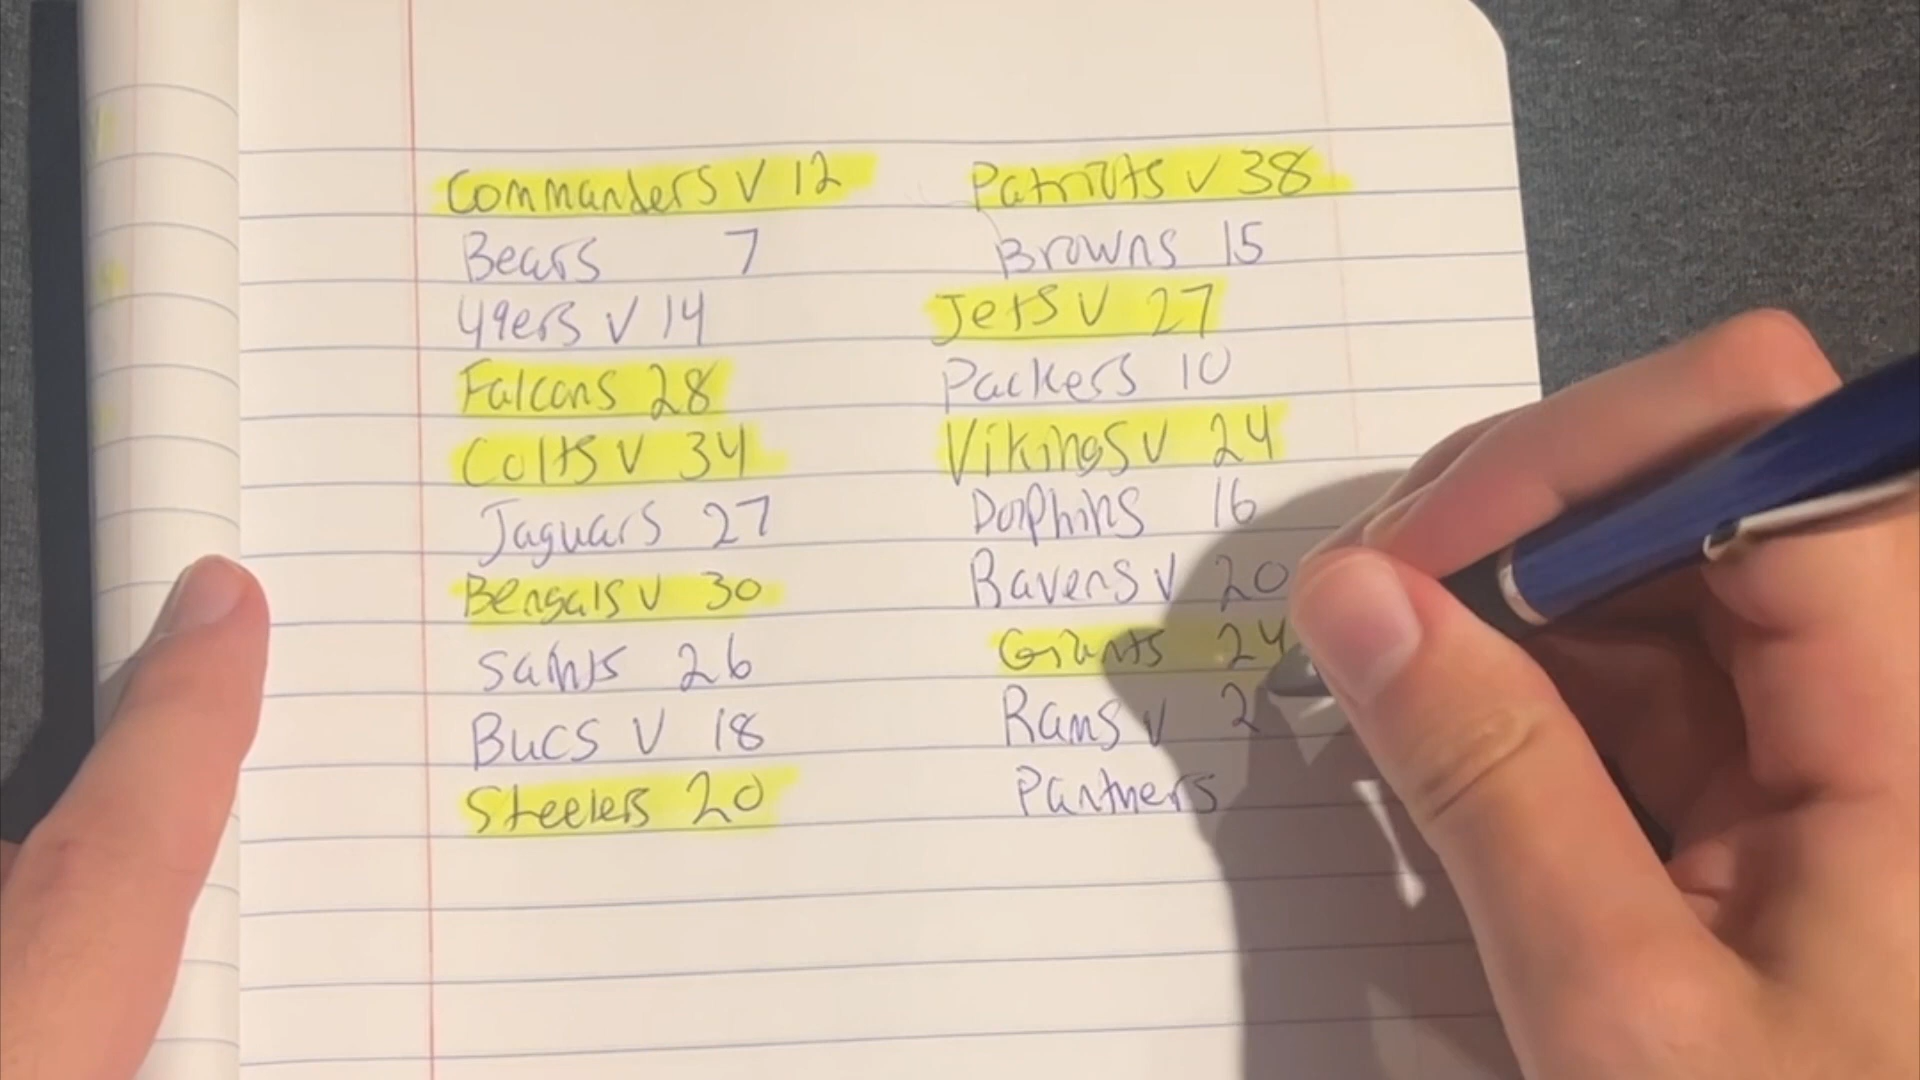 Commanders v 12
Bears 7
49ers v 14
Falcons 28
Colts v 34
Jaguars 27
Bengals v 30
Saints 26
Bucs v 18
Steelers 20
Patriots v 38
Browns 15
Jets v 27
Packers 10
Vikings v 24
Dolphins 16
Ravens v 20
Giants 24
Rams v 2
Panthers